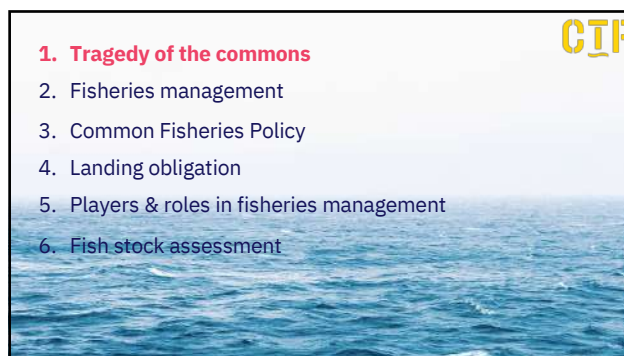 1. Tragedy of the commons
2. Fisheries management
3. Common Fisheries Policy
4. Landing obligation
5. Players & roles in fisheries management
6. Fish stock assessment